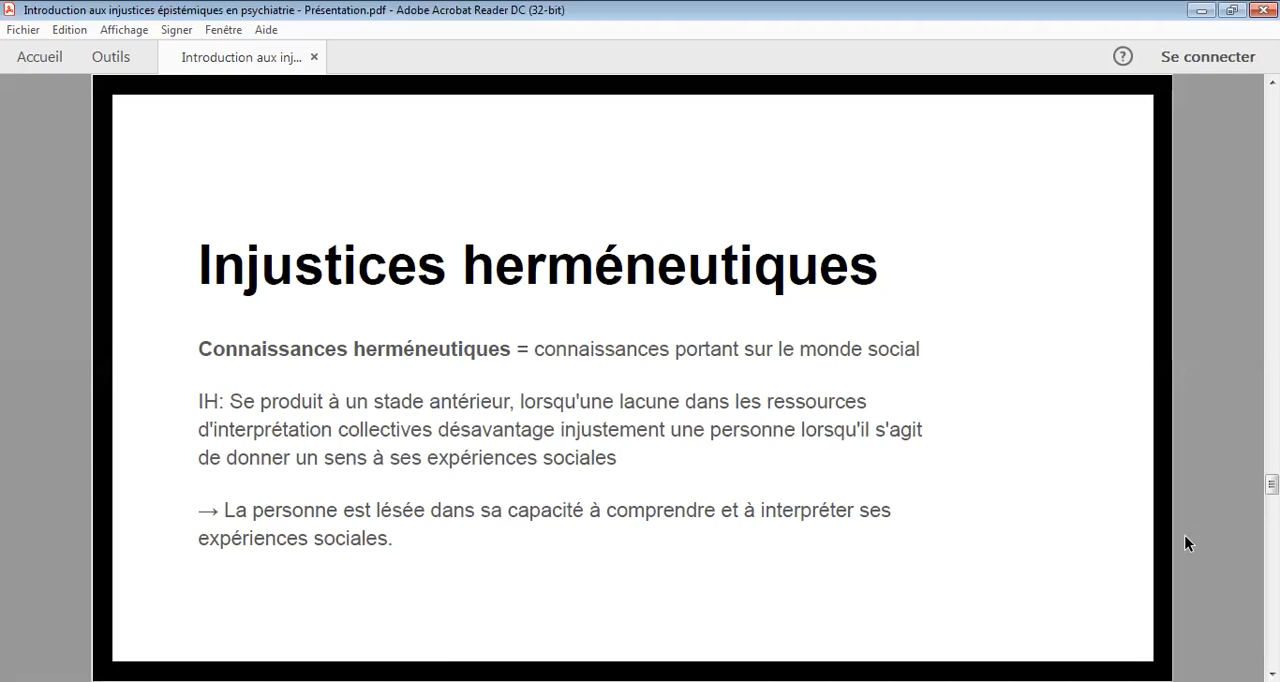 Introduction aux injustices épistémiques en psychiatrie - Présentation.pdf - Adobe Acrobat Reader DC (32-bit)
Fichier Edition Affichage Signer Fenêtre Aide
Accueil Outils Introduction aux inj... × ? Se connecter
Injustices herméneutiques
Connaissances herméneutiques = connaissances portant sur le monde social
IH: Se produit à un stade antérieur, lorsqu'une lacune dans les ressources
d'interprétation collectives désavantage injustement une personne lorsqu'il s'agit
de donner un sens à ses expériences sociales
→ La personne est lésée dans sa capacité à comprendre et à interpréter ses
expériences sociales.